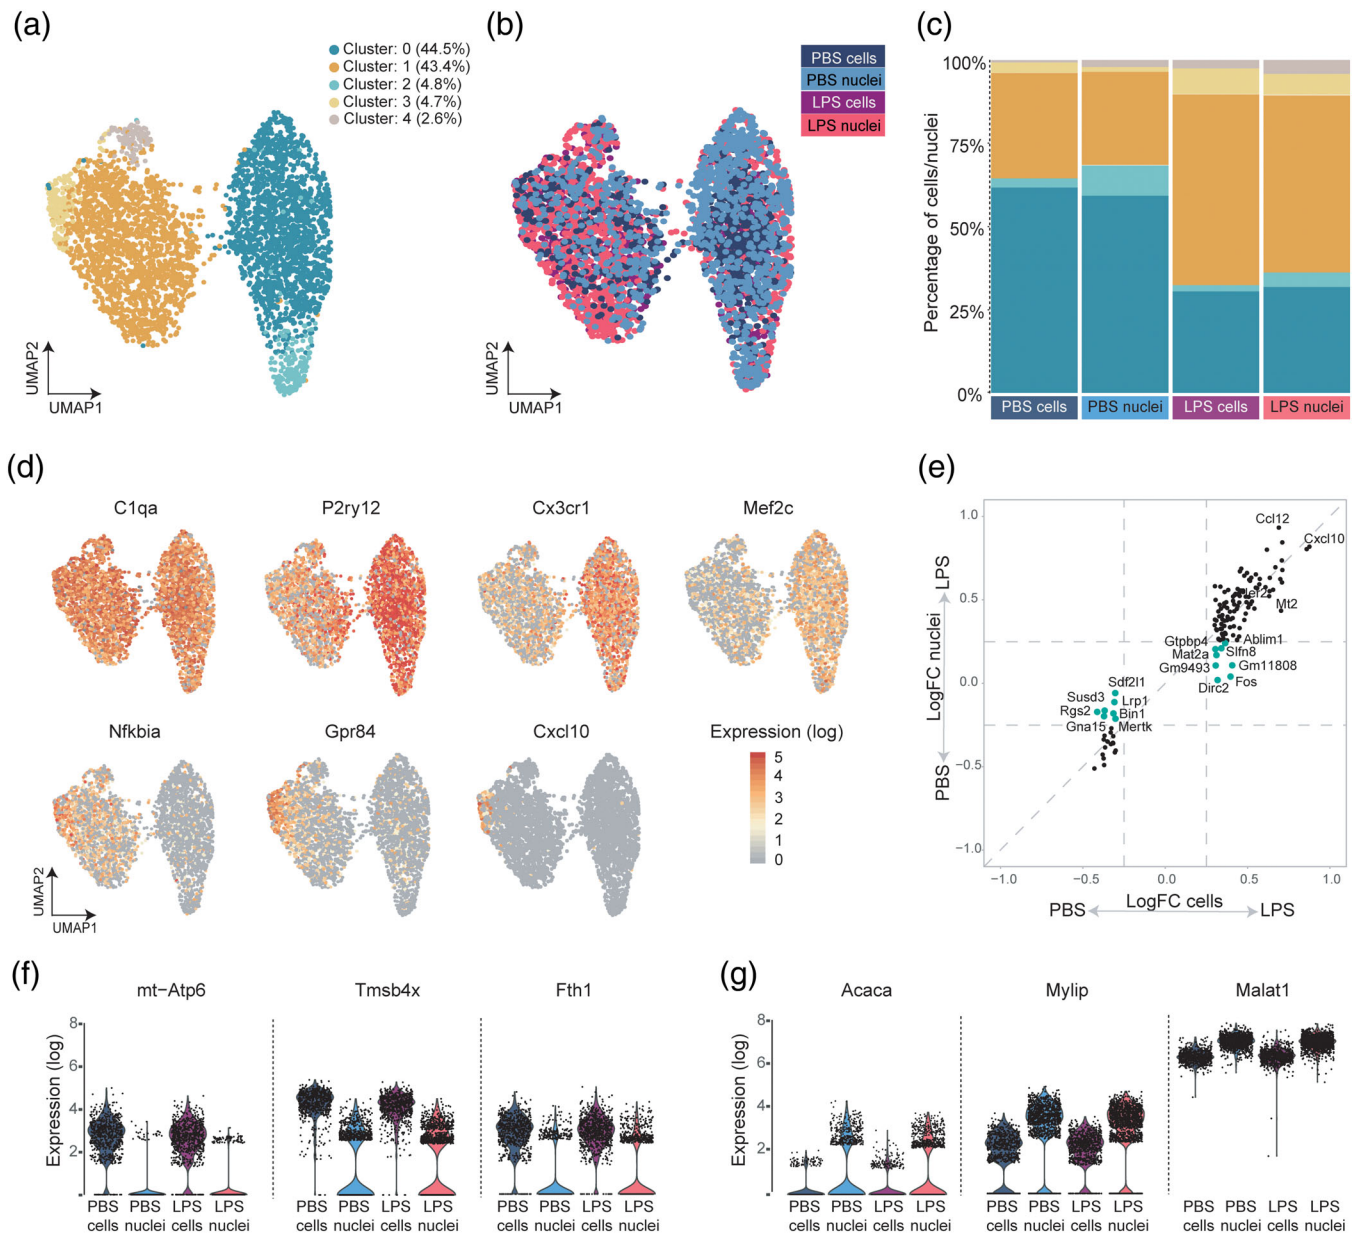 (a)
Cluster: 0 (44.5%)
Cluster: 1 (43.4%)
Cluster: 2 (4.8%)
Cluster: 3 (4.7%)
Cluster: 4 (2.6%)
UMAP2
UMAP1
(b)
PBS cells
PBS nuclei
LPS cells
LPS nuclei
UMAP2
UMAP1
(c)
Percentage of cells/nuclei
100%
75%
50%
25%
0%
PBS cells
PBS nuclei
LPS cells
LPS nuclei
(d)
C1qa
P2ry12
Cx3cr1
Mef2c
Nfkbia
Gpr84
Cxcl10
Expression (log)
5
4
3
2
1
0
UMAP2
UMAP1
(e)
LogFC nuclei
PBS
LPS
1.0
0.5
0.0
−0.5
−1.0
Ccl12
Cxcl10
Mt2
Gtpbp4
Ablim1
Mat2a
Slfn8
Gm9493
Gm11808
Dirc2
Fos
Sdf2l1
Susd3
Lrp1
Rgs2
Bin1
Gna15
Mertk
−1.0
−0.5
0.0
0.5
1.0
PBS
LogFC cells
LPS
(f)
mt−Atp6
Tmsb4x
Fth1
Expression (log)
8
6
4
2
PBS cells
PBS nuclei
LPS cells
LPS nuclei
PBS cells
PBS nuclei
LPS cells
LPS nuclei
PBS cells
PBS nuclei
LPS cells
LPS nuclei
(g)
Acaca
Mylip
Malat1
Expression (log)
8
6
4
2
PBS cells
PBS nuclei
LPS cells
LPS nuclei
PBS cells
PBS nuclei
LPS cells
LPS nuclei
PBS cells
PBS nuclei
LPS cells
LPS nuclei